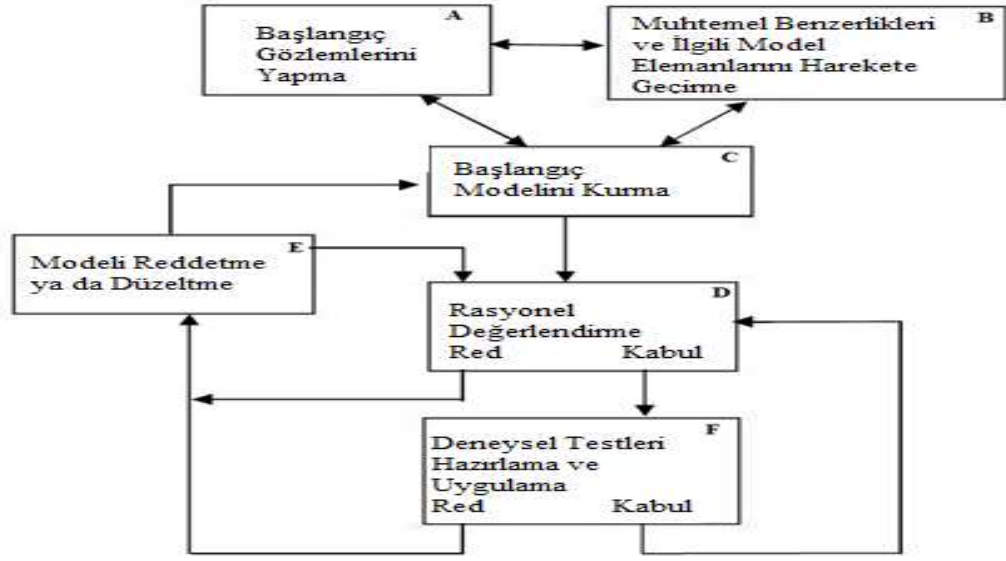 A
Başlangıç
Gözlemlerini
Yapma
B
Muhtemel Benzerlikleri
ve İlgili Model
Elemanlarını Harekete
Geçirme
C
Başlangıç
Modelini Kurma
E
Modeli Reddetme
ya da Düzeltme
D
Rasyonel
Değerlendirme
Red Kabul
F
Deneysel Testleri
Hazırlama ve
Uygulama
Red Kabul